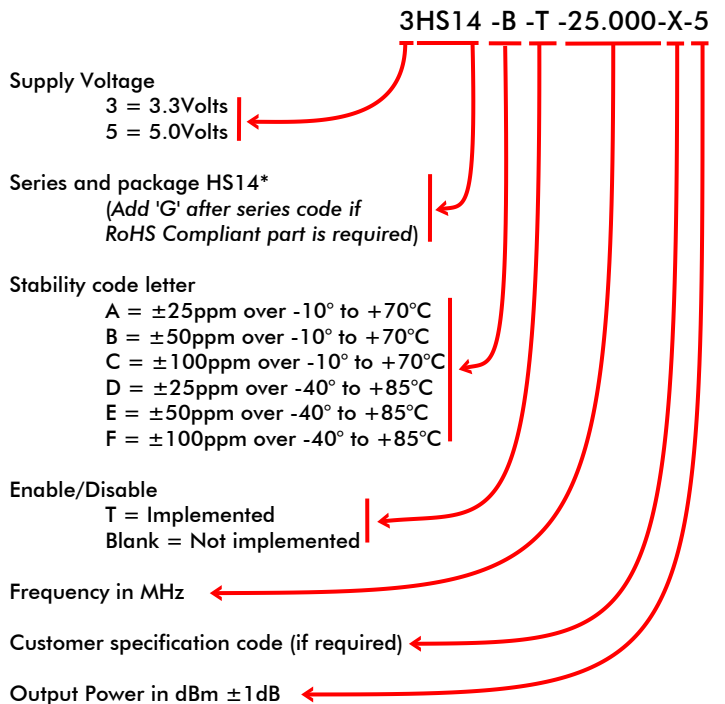 3HS14 -B -T -25.000-X-5
Supply Voltage
3 = 3.3Volts
5 = 5.0Volts
Series and package HS14*
(Add 'G' after series code if
RoHS Compliant part is required)
Stability code letter
A = ±25ppm over -10° to +70°C
B = ±50ppm over -10° to +70°C
C = ±100ppm over -10° to +70°C
D = ±25ppm over -40° to +85°C
E = ±50ppm over -40° to +85°C
F = ±100ppm over -40° to +85°C
Enable/Disable
T = Implemented
Blank = Not implemented
Frequency in MHz
Customer specification code (if required)
Output Power in dBm ±1dB